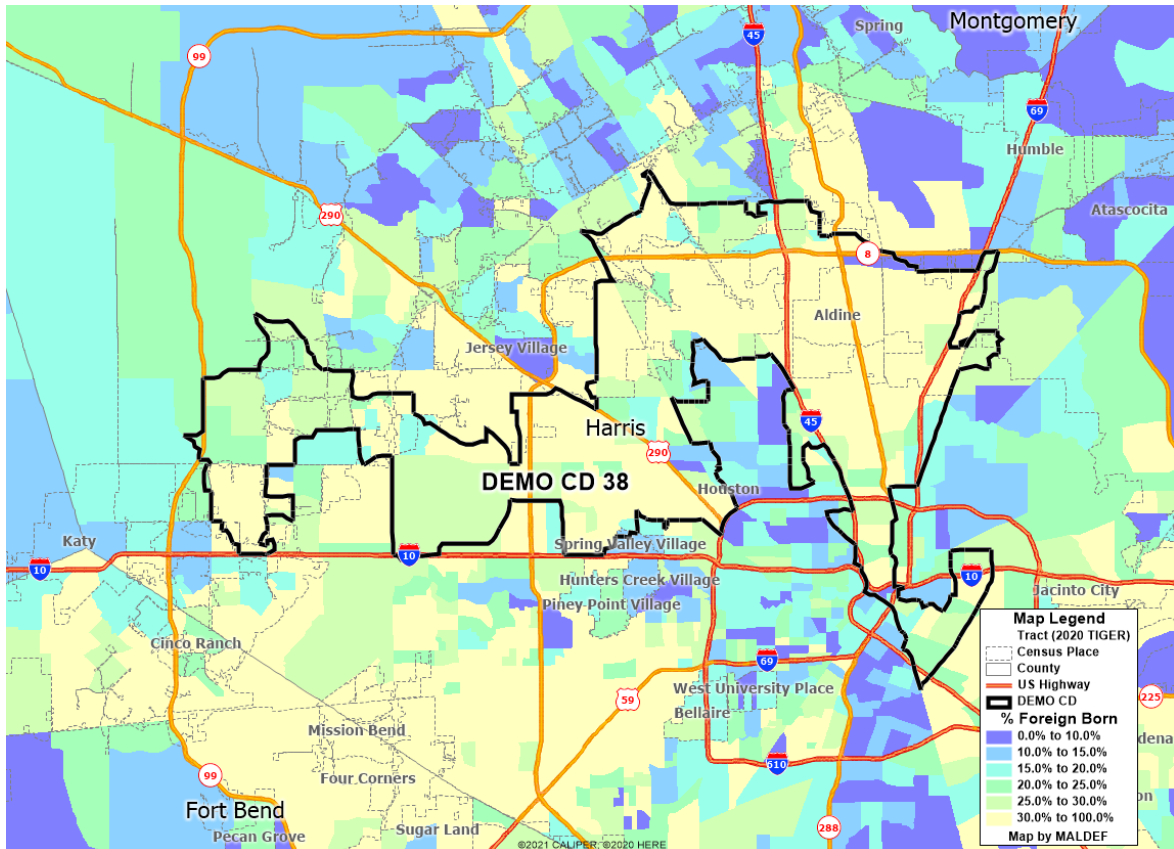 Montgomery
Spring
45
99
69
Humble
290
Atascocita
8
Aldine
Jersey Village
Harris
45
290
DEMO CD 38
Houston
Katy
10
10
Spring Valley Village
Hunters Creek Village
10
Piney Point Village
Jacinto City
Cinco Ranch
69
West University Place
59
Bellaire
225
Mission Bend
Four Corners
610
99
Fort Bend
Pecan Grove
Sugar Land
288
Map Legend
Tract (2020 TIGER)
Census Place
County
US Highway
DEMO CD
% Foreign Born
0.0% to 10.0%
10.0% to 15.0%
15.0% to 20.0%
20.0% to 25.0%
25.0% to 30.0%
30.0% to 100.0%
Map by MALDEF
©2021 CALIPER, ©2020 HERE